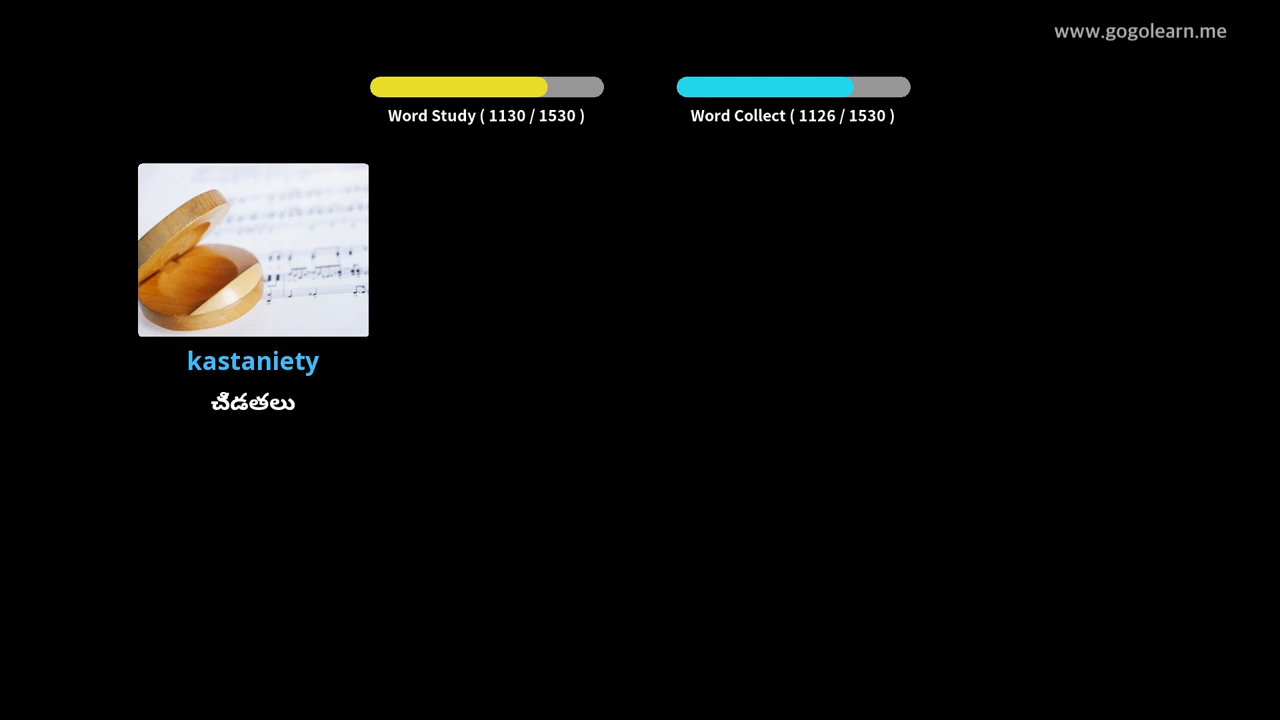 www.gogolearn.me
Word Study ( 1130 / 1530 )
Word Collect ( 1126 / 1530 )
kastaniety
చిడతలు